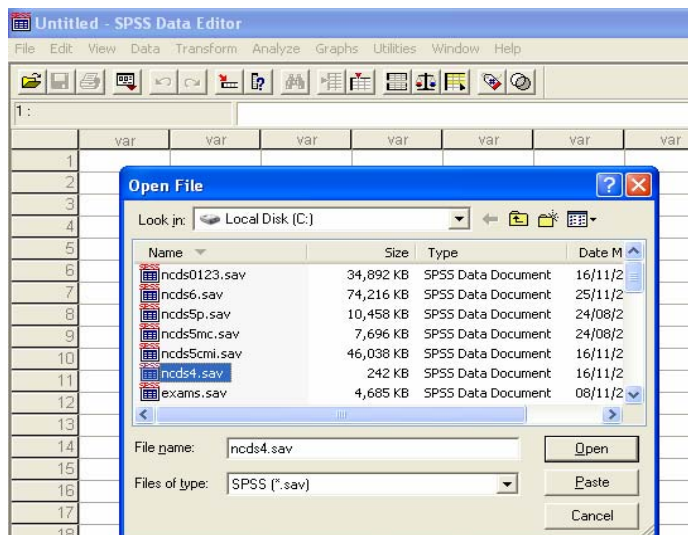 Untitled - SPSS Data Editor
File Edit View Data Transform Analyze Graphs Utilities Window Help
1 :
var var var var var var var
1
2
3
4
5
6
7
8
9
10
11
12
13
14
15
16
17
18
Open File
Look in: Local Disk (C:)
Name Size Type Date M
ncds0123.sav 34,892 KB SPSS Data Document 16/11/2
ncds6.sav 74,216 KB SPSS Data Document 25/11/2
ncds5p.sav 10,458 KB SPSS Data Document 24/08/2
ncds5mc.sav 7,696 KB SPSS Data Document 24/08/2
ncds5cmi.sav 46,038 KB SPSS Data Document 16/11/2
ncds4.sav 242 KB SPSS Data Document 16/11/2
exams.sav 4,685 KB SPSS Data Document 08/11/2
File name: ncds4.sav Open
Files of type: SPSS (*.sav) Paste
Cancel